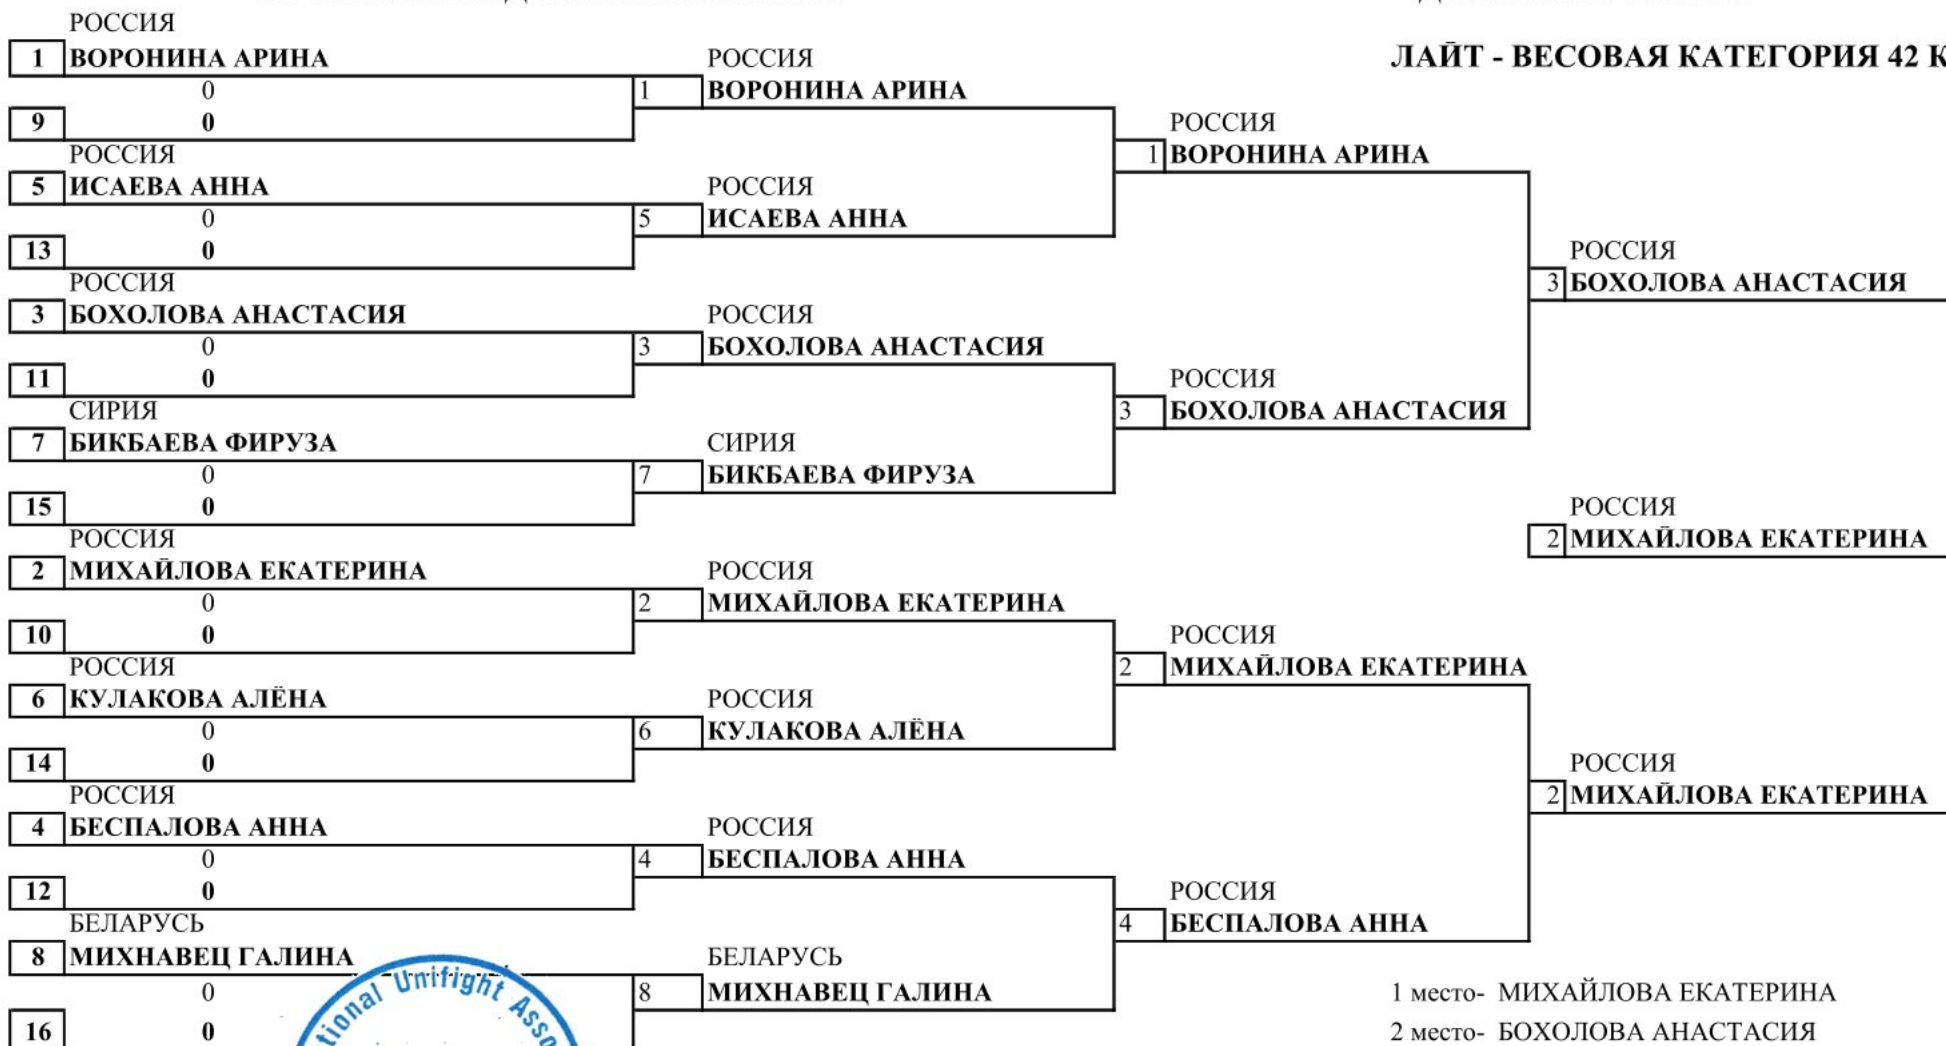 РОССИЯ
1 ВОРОНИНА АРИНА
0
9 0
РОССИЯ
5 ИСАЕВА АННА
0
13 0
РОССИЯ
3 БОХОЛОВА АНАСТАСИЯ
0
11 0
СИРИЯ
7 БИКБАЕВА ФИРУЗА
0
15 0
РОССИЯ
2 МИХАЙЛОВА ЕКАТЕРИНА
0
10 0
РОССИЯ
6 КУЛАКОВА АЛЁНА
0
14 0
РОССИЯ
4 БЕСПАЛОВА АННА
0
12 0
БЕЛАРУСЬ
8 МИХНАВЕЦ ГАЛИНА
0
16 0
Unifight
РОССИЯ
1 ВОРОНИНА АРИНА
РОССИЯ
5 ИСАЕВА АННА
РОССИЯ
3 БОХОЛОВА АНАСТАСИЯ
СИРИЯ
7 БИКБАЕВА ФИРУЗА
РОССИЯ
2 МИХАЙЛОВА ЕКАТЕРИНА
РОССИЯ
6 КУЛАКОВА АЛЁНА
РОССИЯ
4 БЕСПАЛОВА АННА
БЕЛАРУСЬ
8 МИХНАВЕЦ ГАЛИНА
РОССИЯ
1 ВОРОНИНА АРИНА
РОССИЯ
3 БОХОЛОВА АНАСТАСИЯ
РОССИЯ
2 МИХАЙЛОВА ЕКАТЕРИНА
РОССИЯ
4 БЕСПАЛОВА АННА
ЛАЙТ - ВЕСОВАЯ КАТЕГОРИЯ 42 К
РОССИЯ
3 БОХОЛОВА АНАСТАСИЯ
РОССИЯ
2 МИХАЙЛОВА ЕКАТЕРИНА
РОССИЯ
2 МИХАЙЛОВА ЕКАТЕРИНА
1 место- МИХАЙЛОВА ЕКАТЕРИНА
2 место- БОХОЛОВА АНАСТАСИЯ